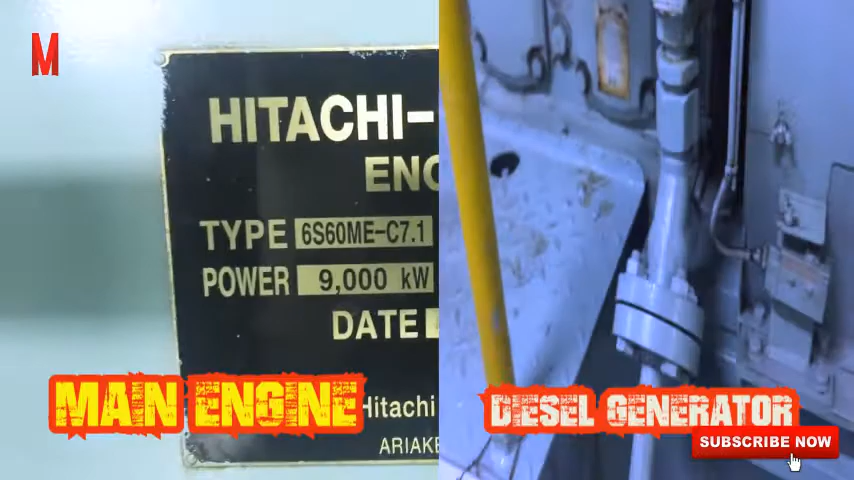 M
HITACHI-
ENG
TYPE 6S60ME-C7.1
POWER 9,000 kW
DATE
Hitachi
ARIAKE
MAIN ENGINE
DIESEL GENERATOR
SUBSCRIBE NOW